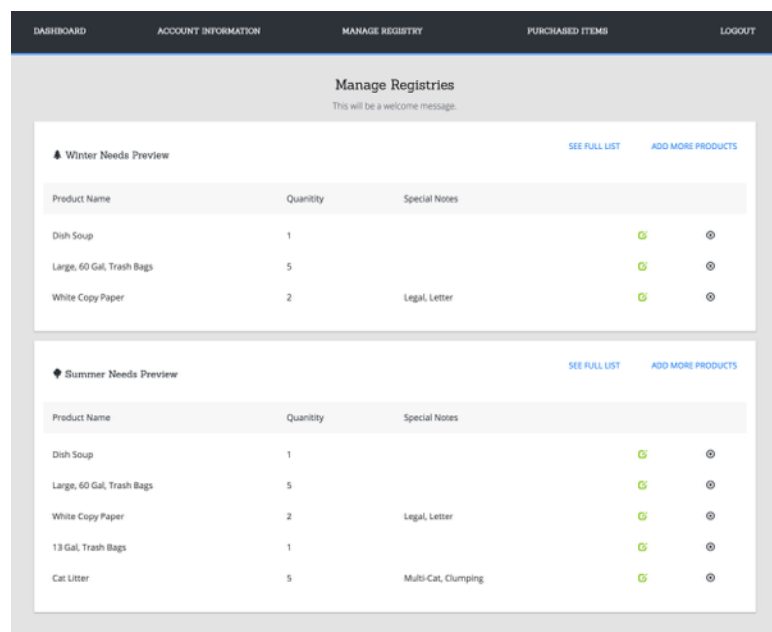 DASHBOARD ACCOUNT INFORMATION MANAGE REGISTRY PURCHASED ITEMS LOGOUT
Manage Registries
This will be a welcome message.
Winter Needs Preview SEE FULL LIST ADD MORE PRODUCTS
Product Name Quanitity Special Notes
Dish Soup 1
Large, 60 Gal, Trash Bags 5
White Copy Paper 2 Legal, Letter
Summer Needs Preview SEE FULL LIST ADD MORE PRODUCTS
Product Name Quanitity Special Notes
Dish Soup 1
Large, 60 Gal, Trash Bags 5
White Copy Paper 2 Legal, Letter
13 Gal, Trash Bags 1
Cat Litter 5 Multi-Cat, Clumping